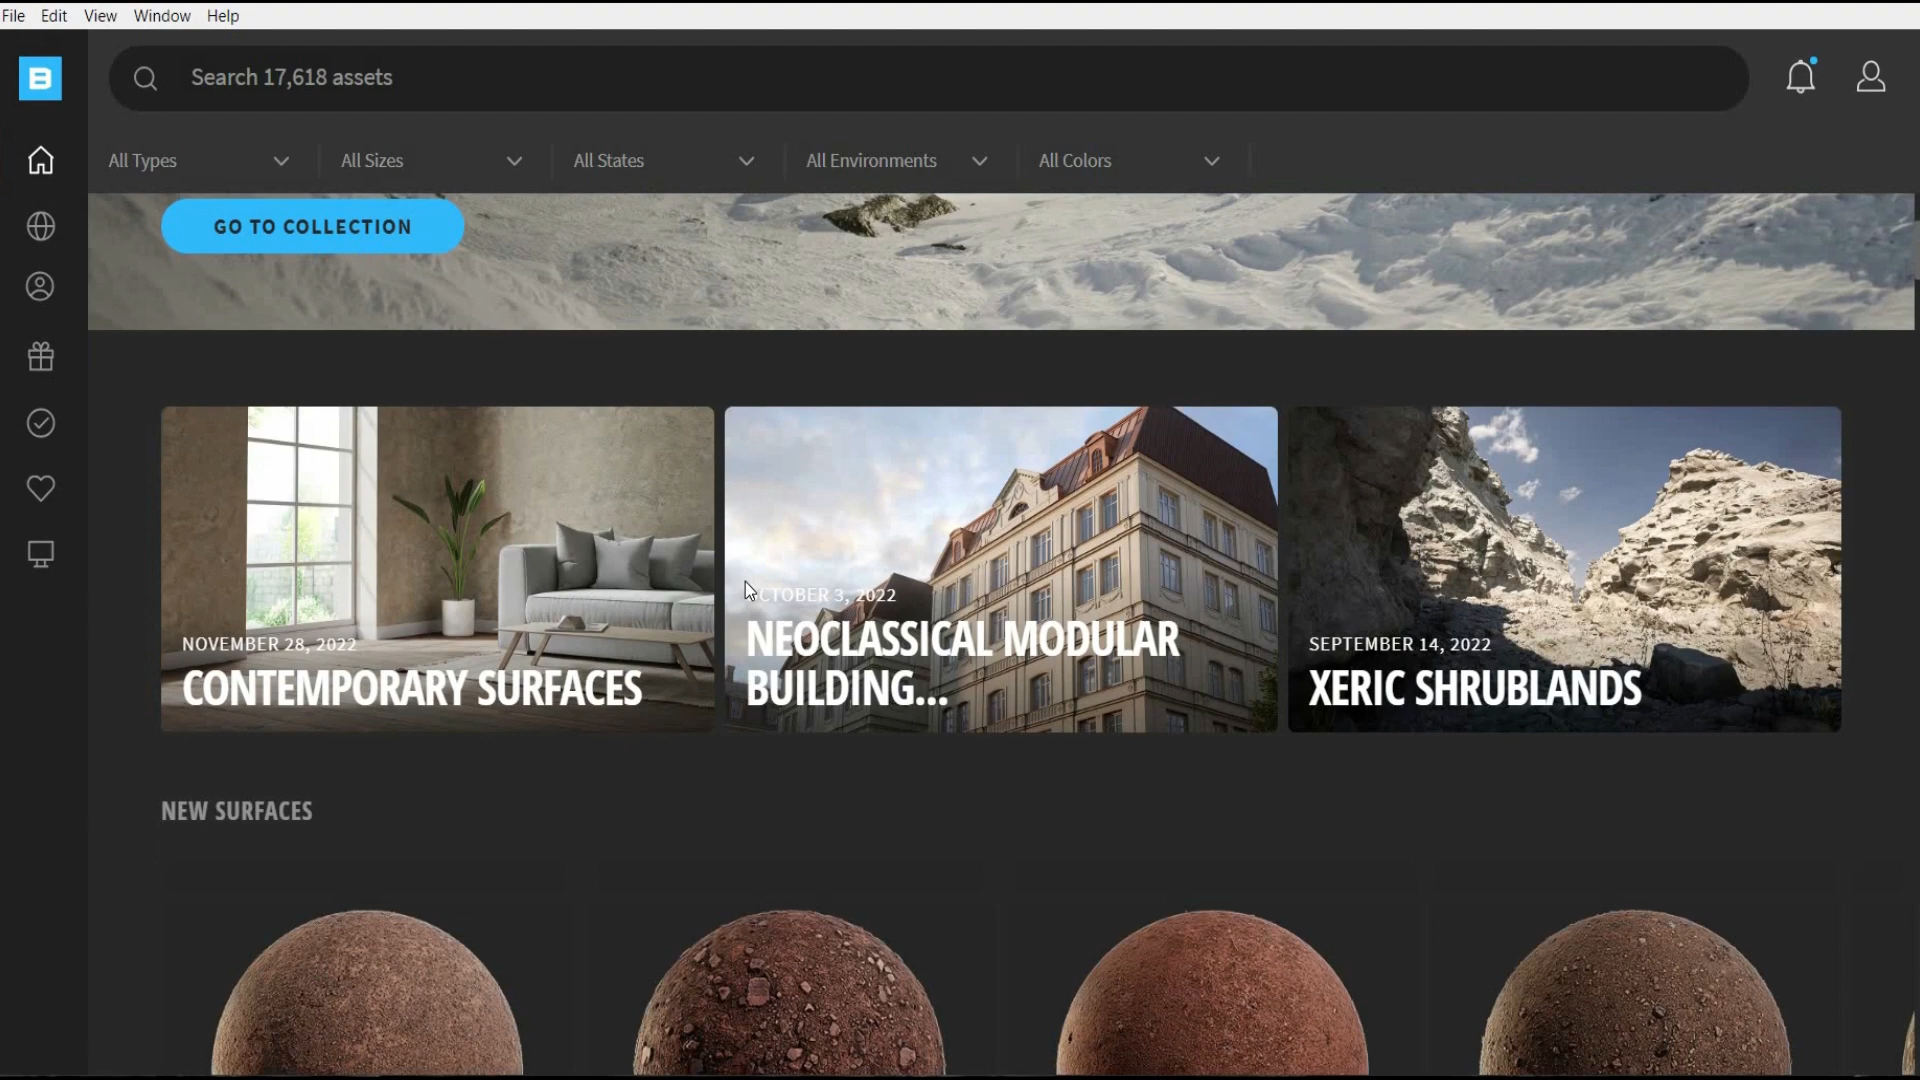 File Edit View Window Help
B
Search 17,618 assets
All Types All Sizes All States All Environments All Colors
GO TO COLLECTION
NOVEMBER 28, 2022
CONTEMPORARY SURFACES
CTOBER 3, 2022
NEOCLASSICAL MODULAR
BUILDING...
SEPTEMBER 14, 2022
XERIC SHRUBLANDS
NEW SURFACES